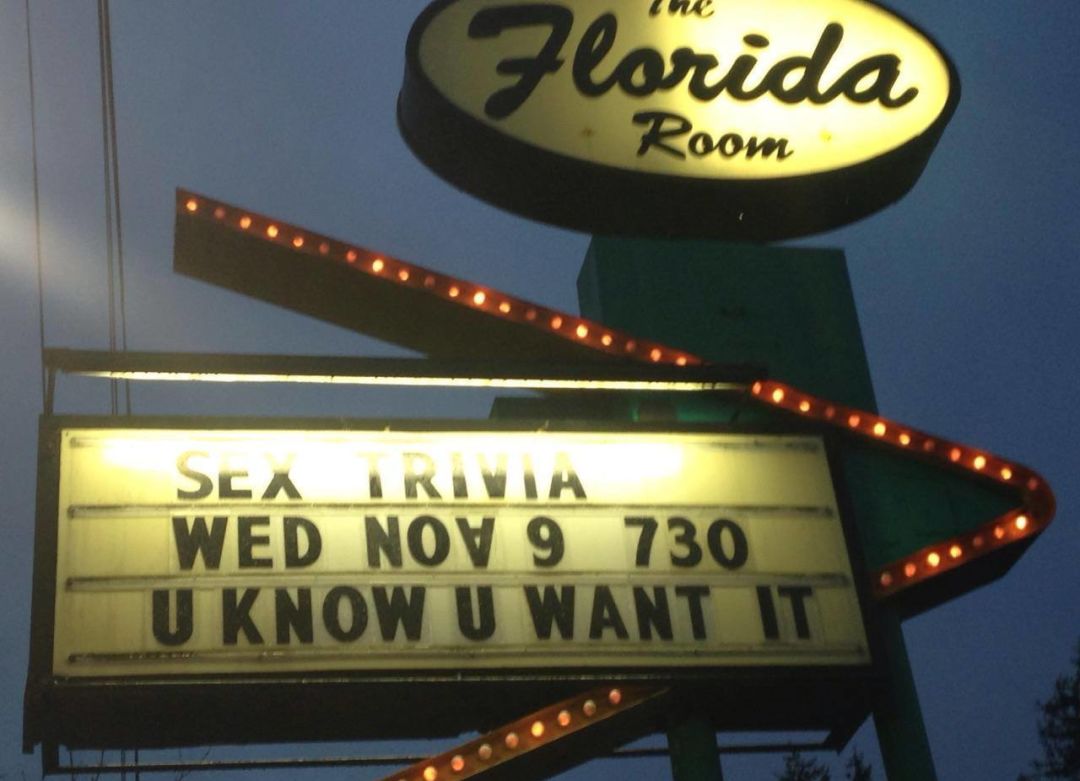 The
Florida
Room
SEX TRIVIA
WED NOV 9 730
U KNOW U WANT IT